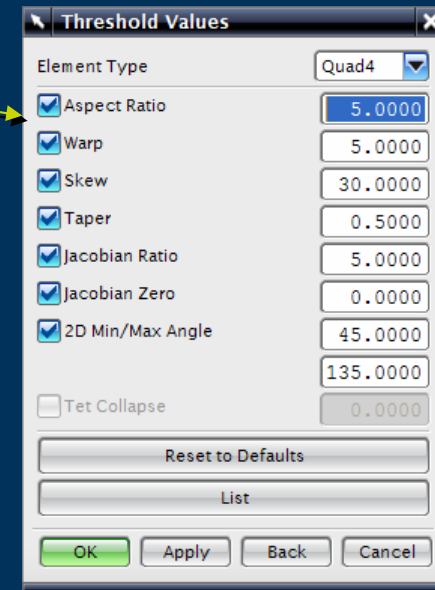 Threshold Values
Element Type Quad4
Aspect Ratio 5.0000
Warp 5.0000
Skew 30.0000
Taper 0.5000
Jacobian Ratio 5.0000
Jacobian Zero 0.0000
2D Min/Max Angle 45.0000
135.0000
Tet Collapse 0.0000
Reset to Defaults
List
OK Apply Back Cancel